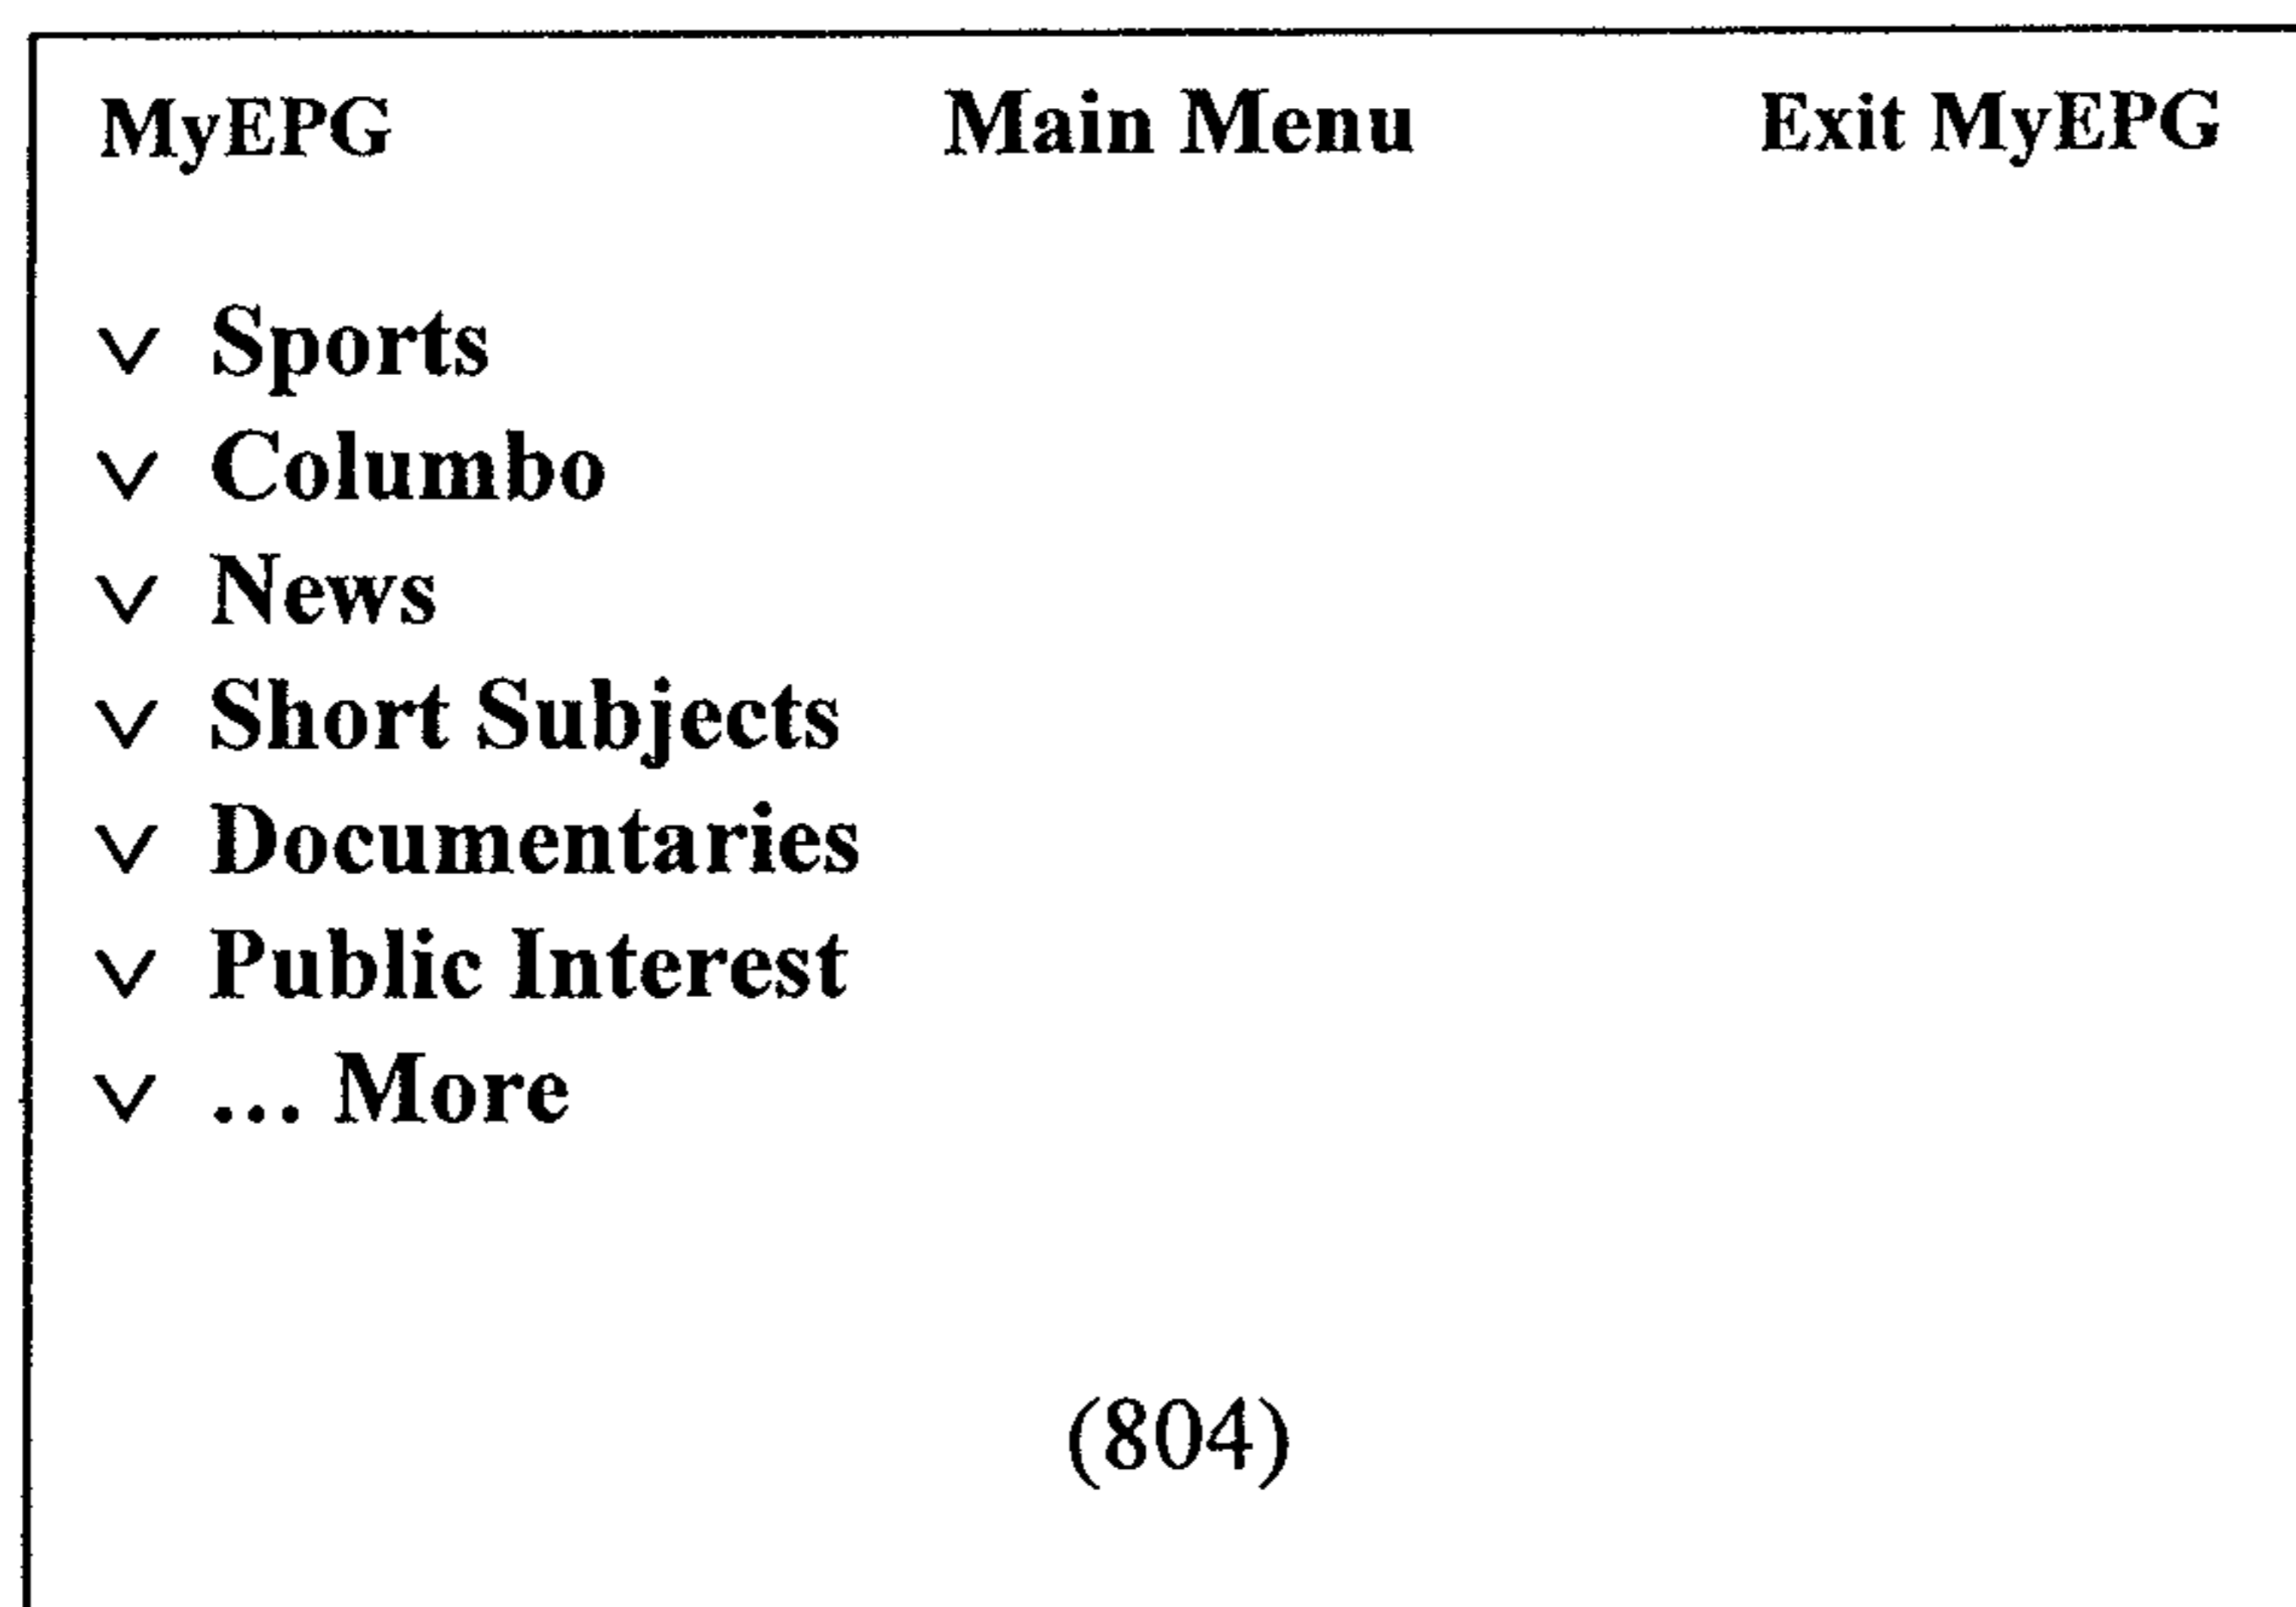 MyEPG Main Menu Exit MyEPG
∨ Sports
∨ Columbo
∨ News
∨ Short Subjects
∨ Documentaries
∨ Public Interest
∨ ... More
(804)